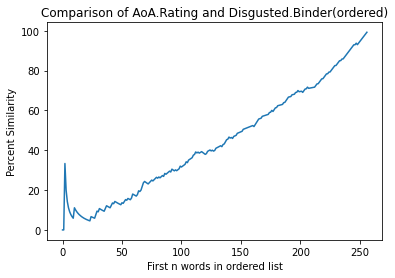 Comparison of AoA.Rating and Disgusted.Binder(ordered)
100
80
60
40
20
0
Percent Similarity
0 50 100 150 200 250
First n words in ordered list